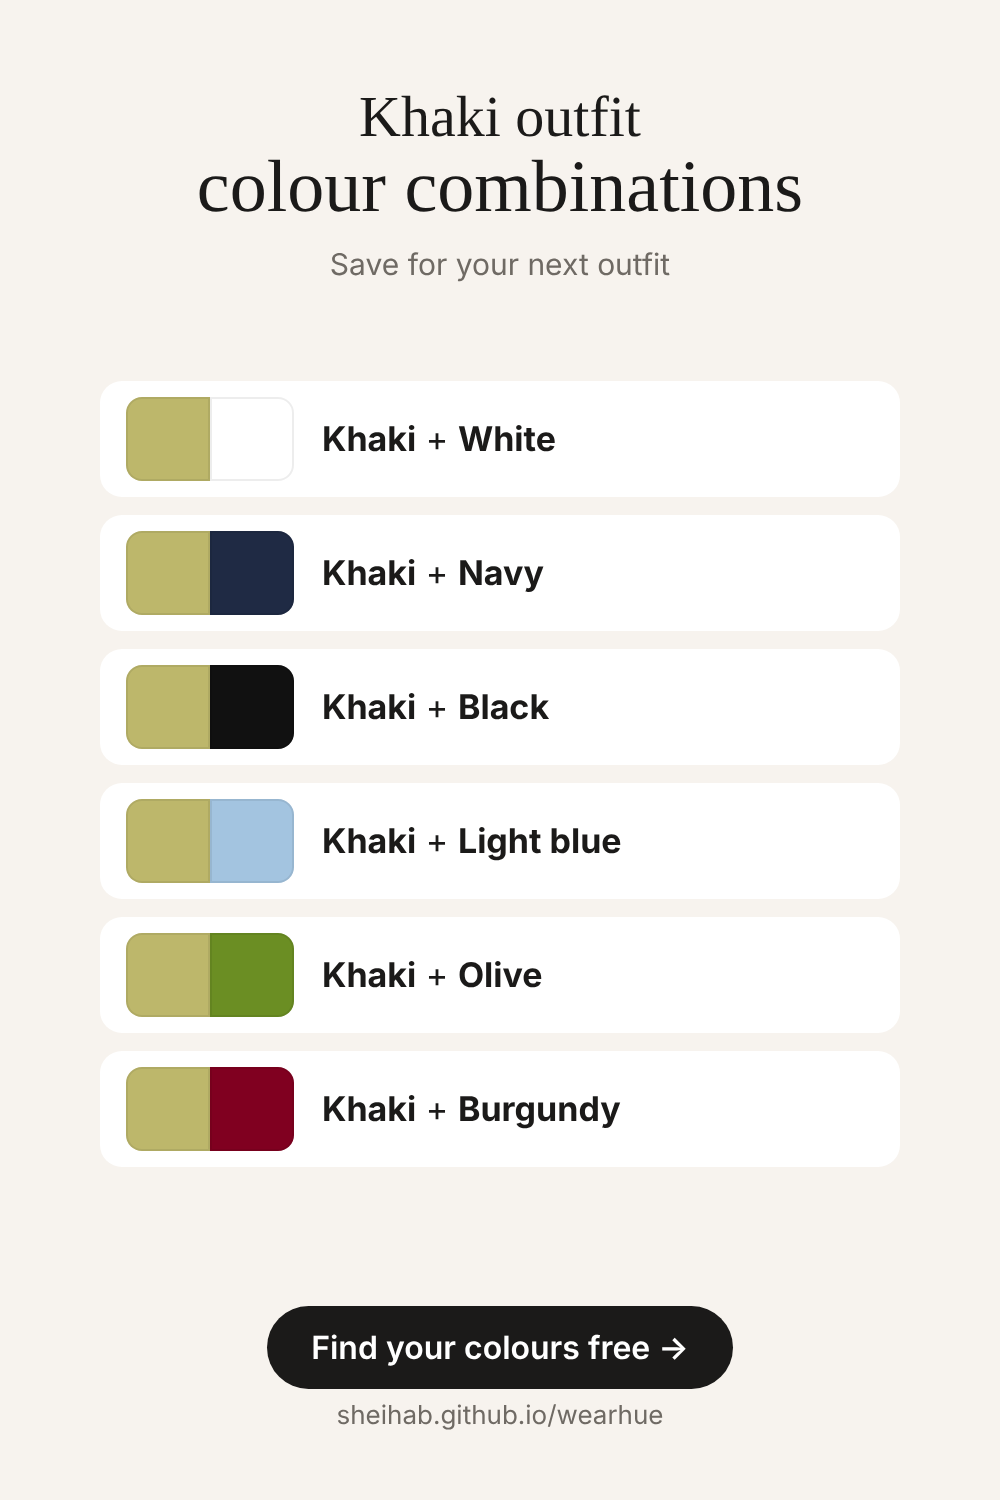 Khaki outfit
colour combinations
Save for your next outfit
Khaki + White
Khaki + Navy
Khaki + Black
Khaki + Light blue
Khaki + Olive
Khaki + Burgundy
Find your colours free →
sheihab.github.io/wearhue